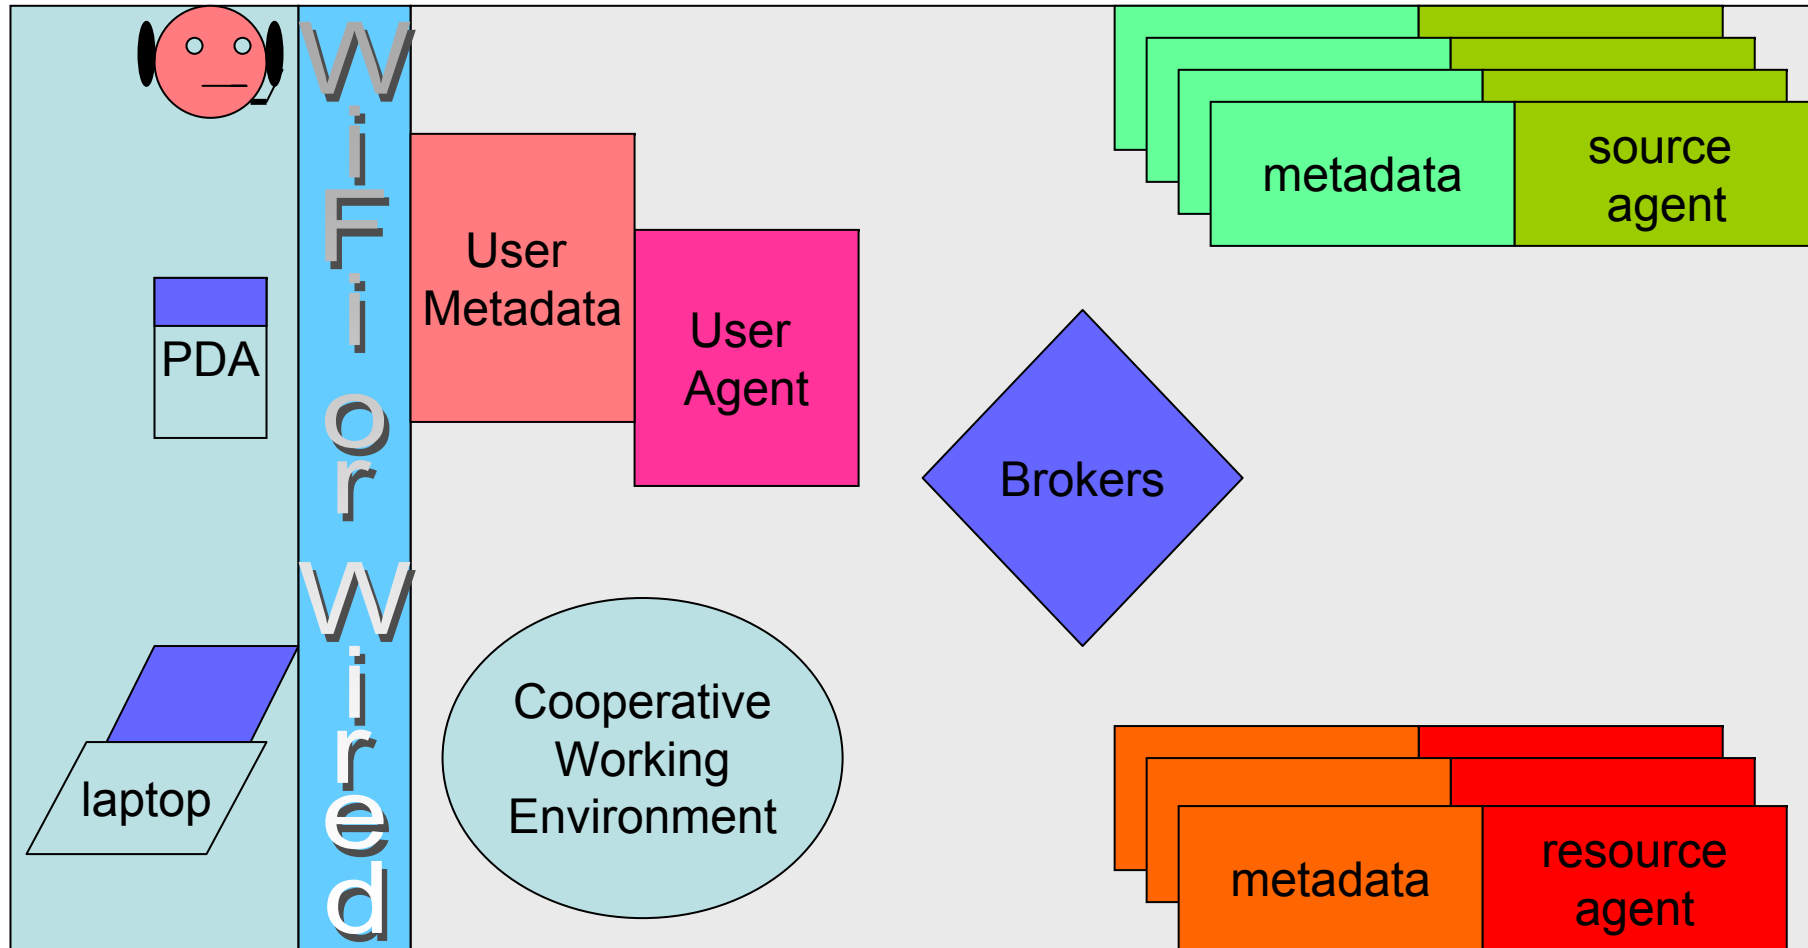 WiFi or Wired
metadata
source
agent
User
Metadata
User
Agent
PDA
Brokers
Cooperative
Working
Environment
laptop
metadata
resource
agent